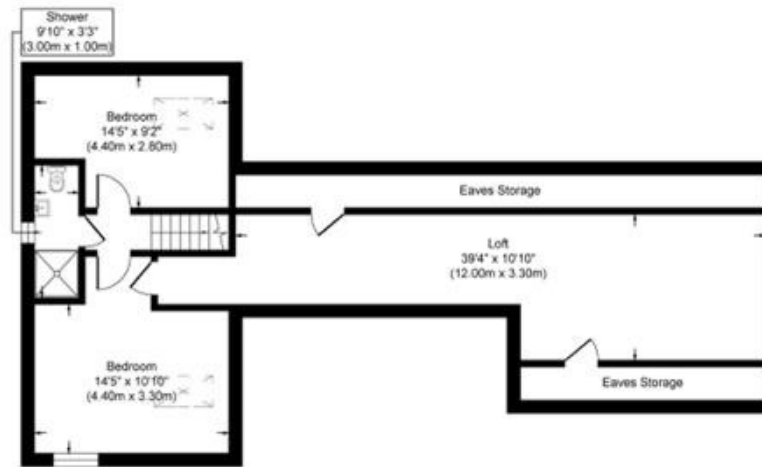 Shower
9'10" x 3'3"
(3.00m x 1.00m)
Bedroom
14'5" x 9'2"
(4.40m x 2.80m)
Eaves Storage
Loft
39'4" x 10'10"
(12.00m x 3.30m)
Bedroom
14'5" x 10'10"
(4.40m x 3.30m)
Eaves Storage